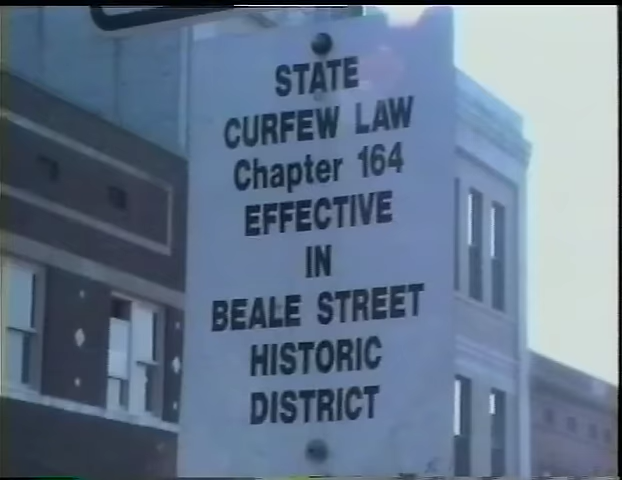 STATE
CURFEW LAW
Chapter 164
EFFECTIVE
IN
BEALE STREET
HISTORIC
DISTRICT